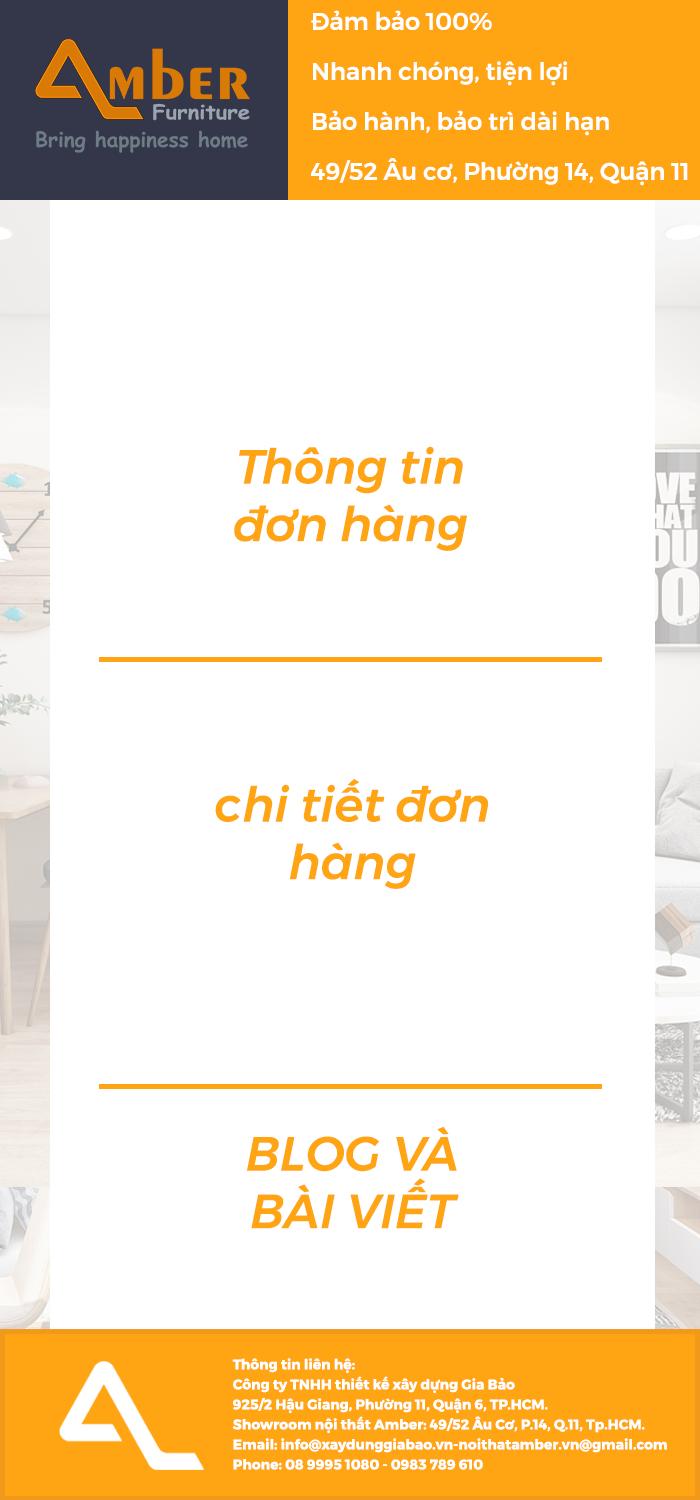 AMBER
Furniture
Bring happiness home
Đảm bảo 100%
Nhanh chóng, tiện lợi
Bảo hành, bảo trì dài hạn
49/52 Âu cơ, Phường 14, Quận 11
1
5
Thông tin
đơn hàng
chi tiết đơn
hàng
BLOG VÀ
BÀI VIẾT
Thông tin liên hệ:
Công ty TNHH thiết kế xây dựng Gia Bảo
925/2 Hậu Giang, Phường 11, Quận 6, TP.HCM.
Showroom nội thất Amber: 49/52 Âu Cơ, P.14, Q.11, Tp.HCM.
Email: info@xaydunggiabao.vn-noithatamber.vn@gmail.com
Phone: 08 9995 1080 - 0983 789 610